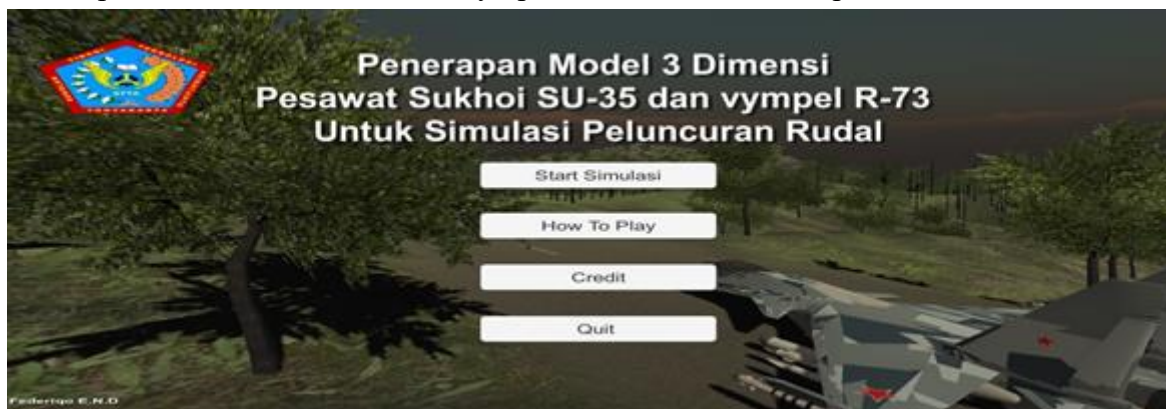 Penerapan Model 3 Dimensi
Pesawat Sukhoi SU-35 dan vympel R-73
Untuk Simulasi Peluncuran Rudal
Start Simulasi
How To Play
Credit
Quit
Federiqo E.N.D